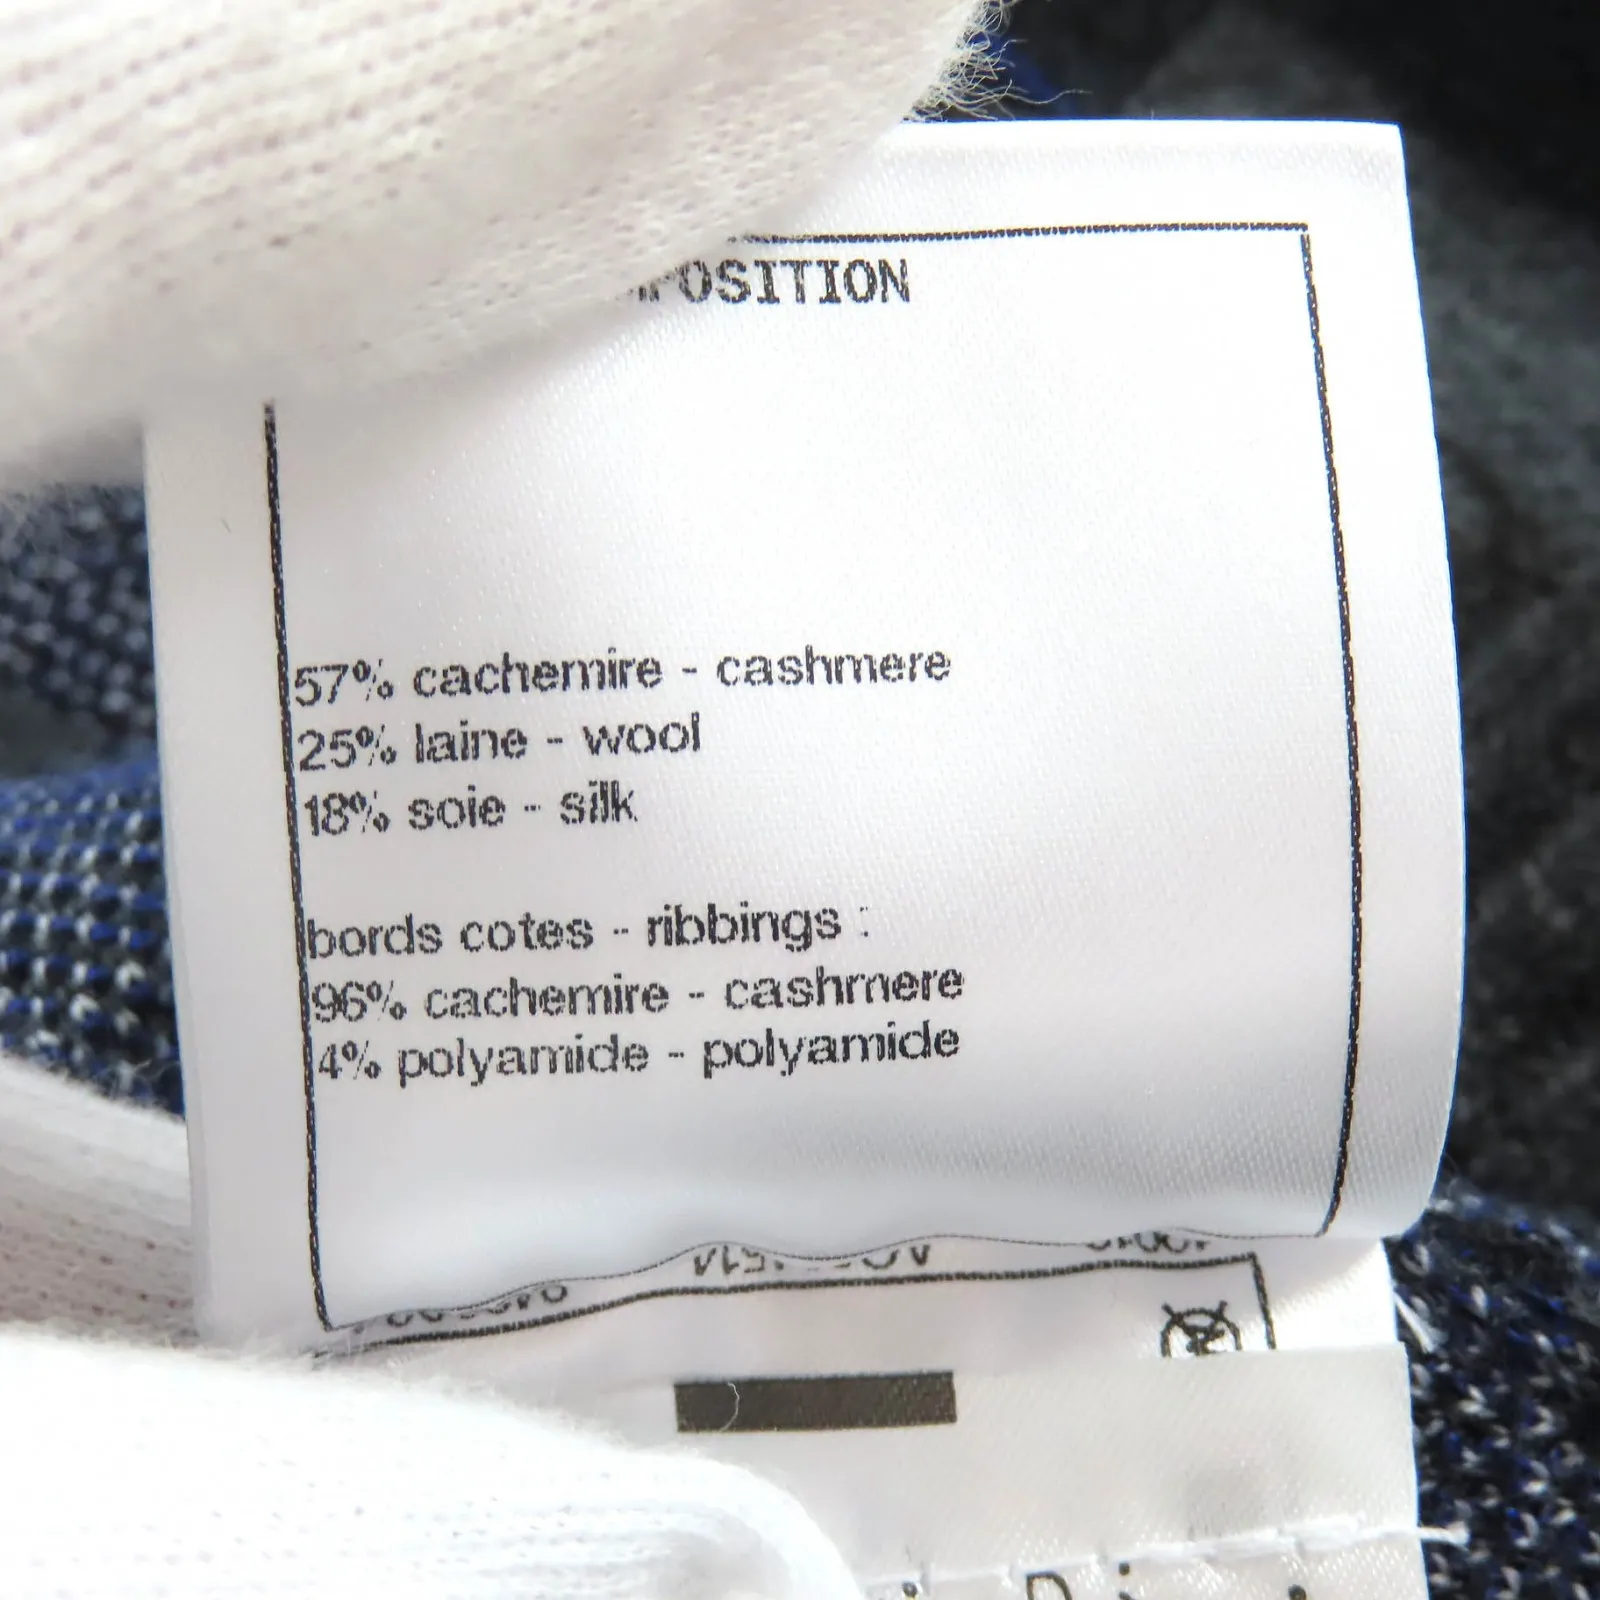 POSITION
57% cachemire - cashmere
25% laine - wool
18% soie - silk
bords cotes - ribbings :
96% cachemire - cashmere
4% polyamide - polyamide